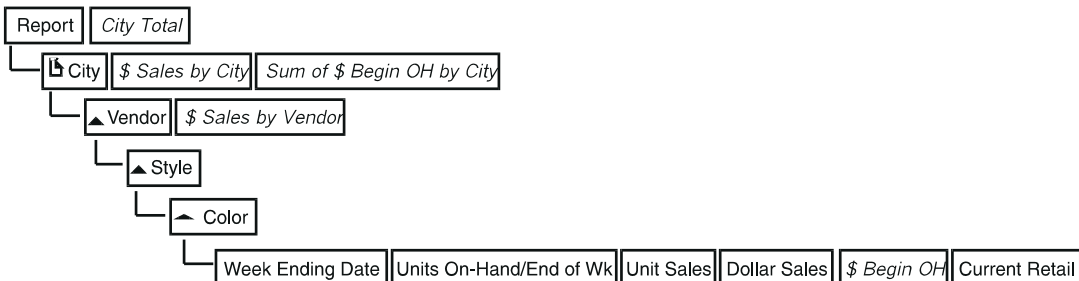 Report City Total
City $ Sales by City Sum of $ Begin OH by City
Vendor $ Sales by Vendor
Style
Color
Week Ending Date Units On-Hand/End of Wk Unit Sales Dollar Sales $ Begin OH Current Retail